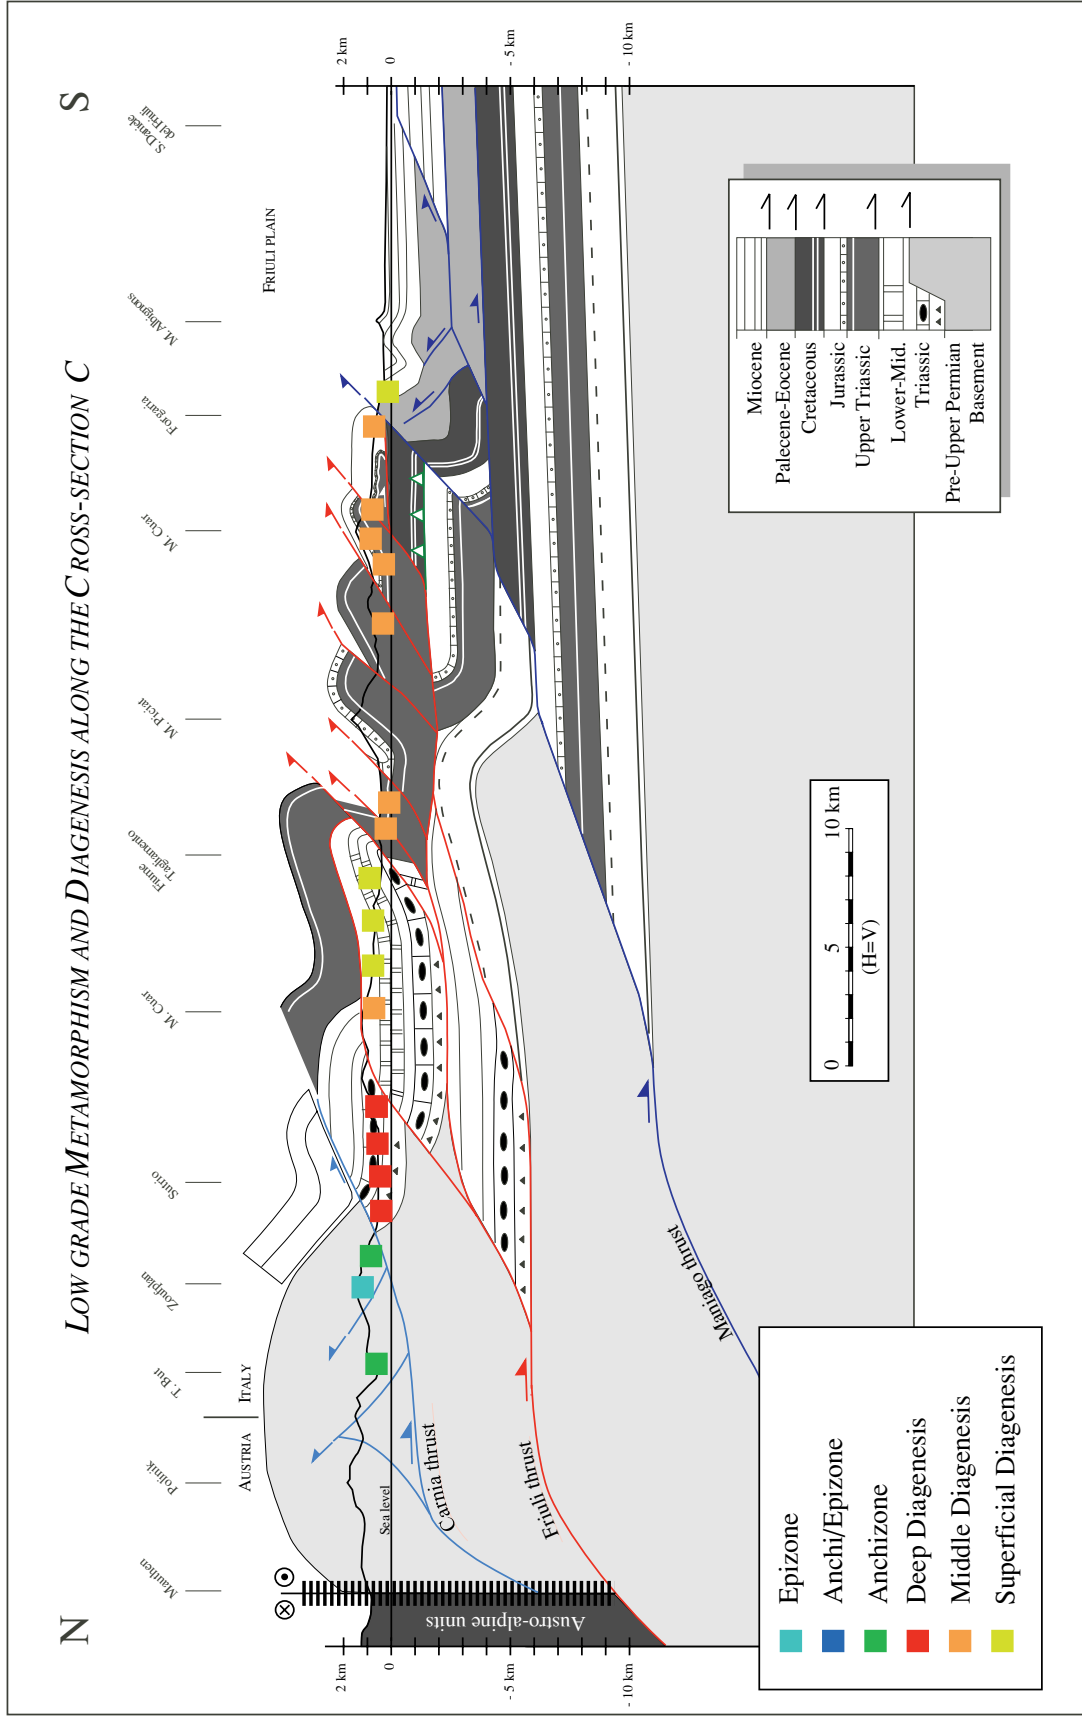 LOW GRADE METAMORPHISM AND DIAGENESIS ALONG THE CROSS-SECTION C
N
S
Mauthen
Polinik
AUSTRIA
ITALY
T. But
Zoufplan
Sutrio
M. Cuar
Fiume
Tagliamento
M. Piciat
M. Cuar
Forgaria
M. Albignons
S. Daniele
del Friuli
FRIULI PLAIN
2 km
0
- 5 km
- 10 km
2 km
0
- 5 km
- 10 km
Sea level
Austro-alpine units
Carnia thrust
Friuli thrust
Maniago thrust
Epizone
Anchi/Epizone
Anchizone
Deep Diagenesis
Middle Diagenesis
Superficial Diagenesis
0 5 10 km
(H=V)
Miocene
Palecene-Eocene
Cretaceous
Jurassic
Upper Triassic
Lower-Mid.
Triassic
Pre-Upper Permian
Basement